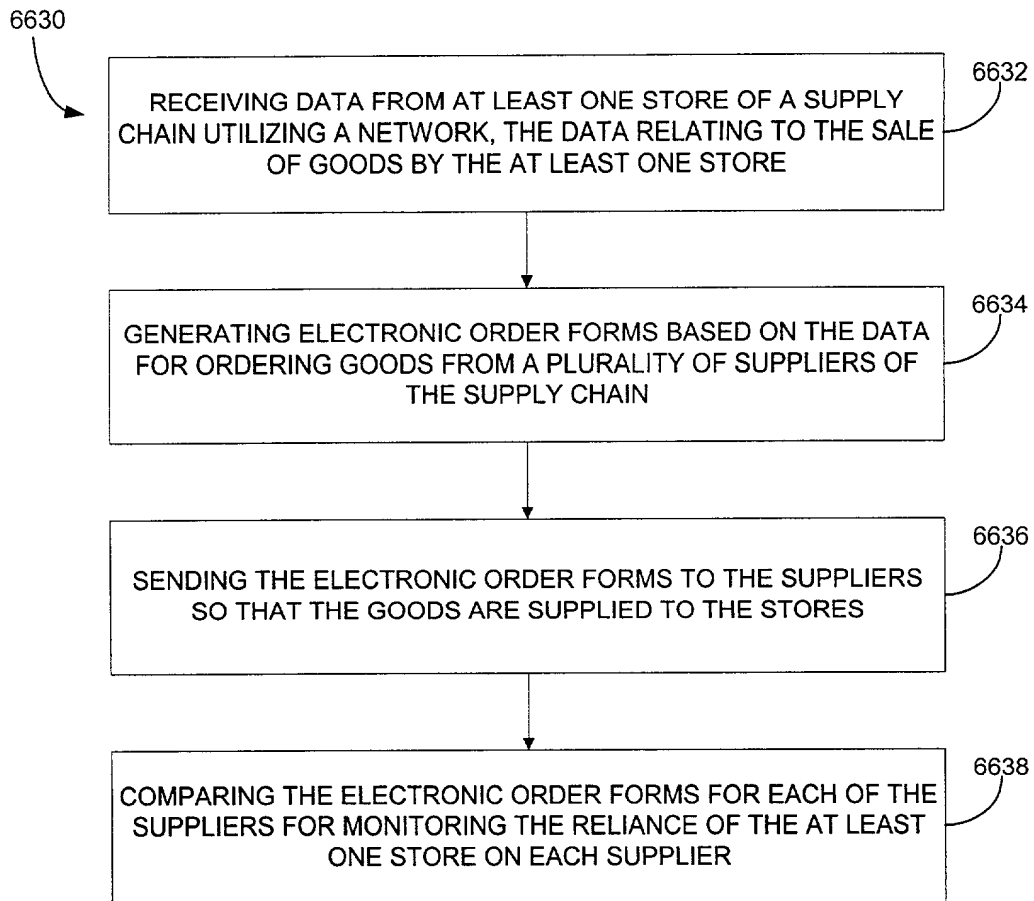 6630
6632
RECEIVING DATA FROM AT LEAST ONE STORE OF A SUPPLY
CHAIN UTILIZING A NETWORK, THE DATA RELATING TO THE SALE
OF GOODS BY THE AT LEAST ONE STORE
6634
GENERATING ELECTRONIC ORDER FORMS BASED ON THE DATA
FOR ORDERING GOODS FROM A PLURALITY OF SUPPLIERS OF
THE SUPPLY CHAIN
6636
SENDING THE ELECTRONIC ORDER FORMS TO THE SUPPLIERS
SO THAT THE GOODS ARE SUPPLIED TO THE STORES
6638
COMPARING THE ELECTRONIC ORDER FORMS FOR EACH OF THE
SUPPLIERS FOR MONITORING THE RELIANCE OF THE AT LEAST
ONE STORE ON EACH SUPPLIER